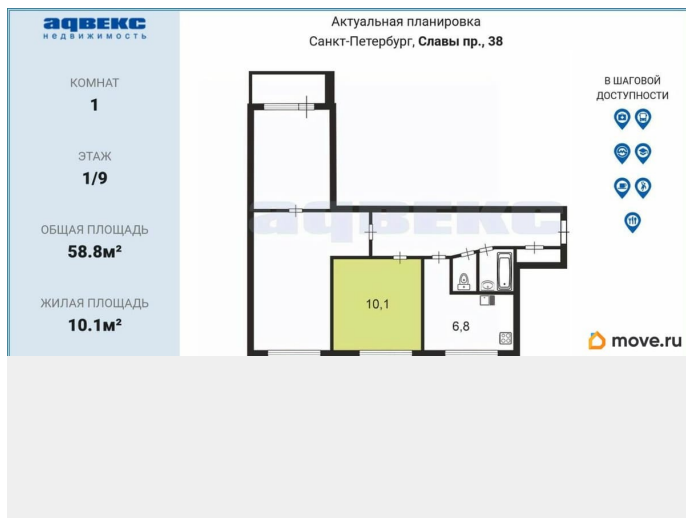 адвекс
недвижимость
КОМНАТ
1
ЭТАЖ
1/9
ОБЩАЯ ПЛОЩАДЬ
58.8м²
ЖИЛАЯ ПЛОЩАДЬ
10.1м²
Актуальная планировка
Санкт-Петербург, Славы пр., 38
адвекс
10,1
6,8
В ШАГОВОЙ
ДОСТУПНОСТИ
move.ru